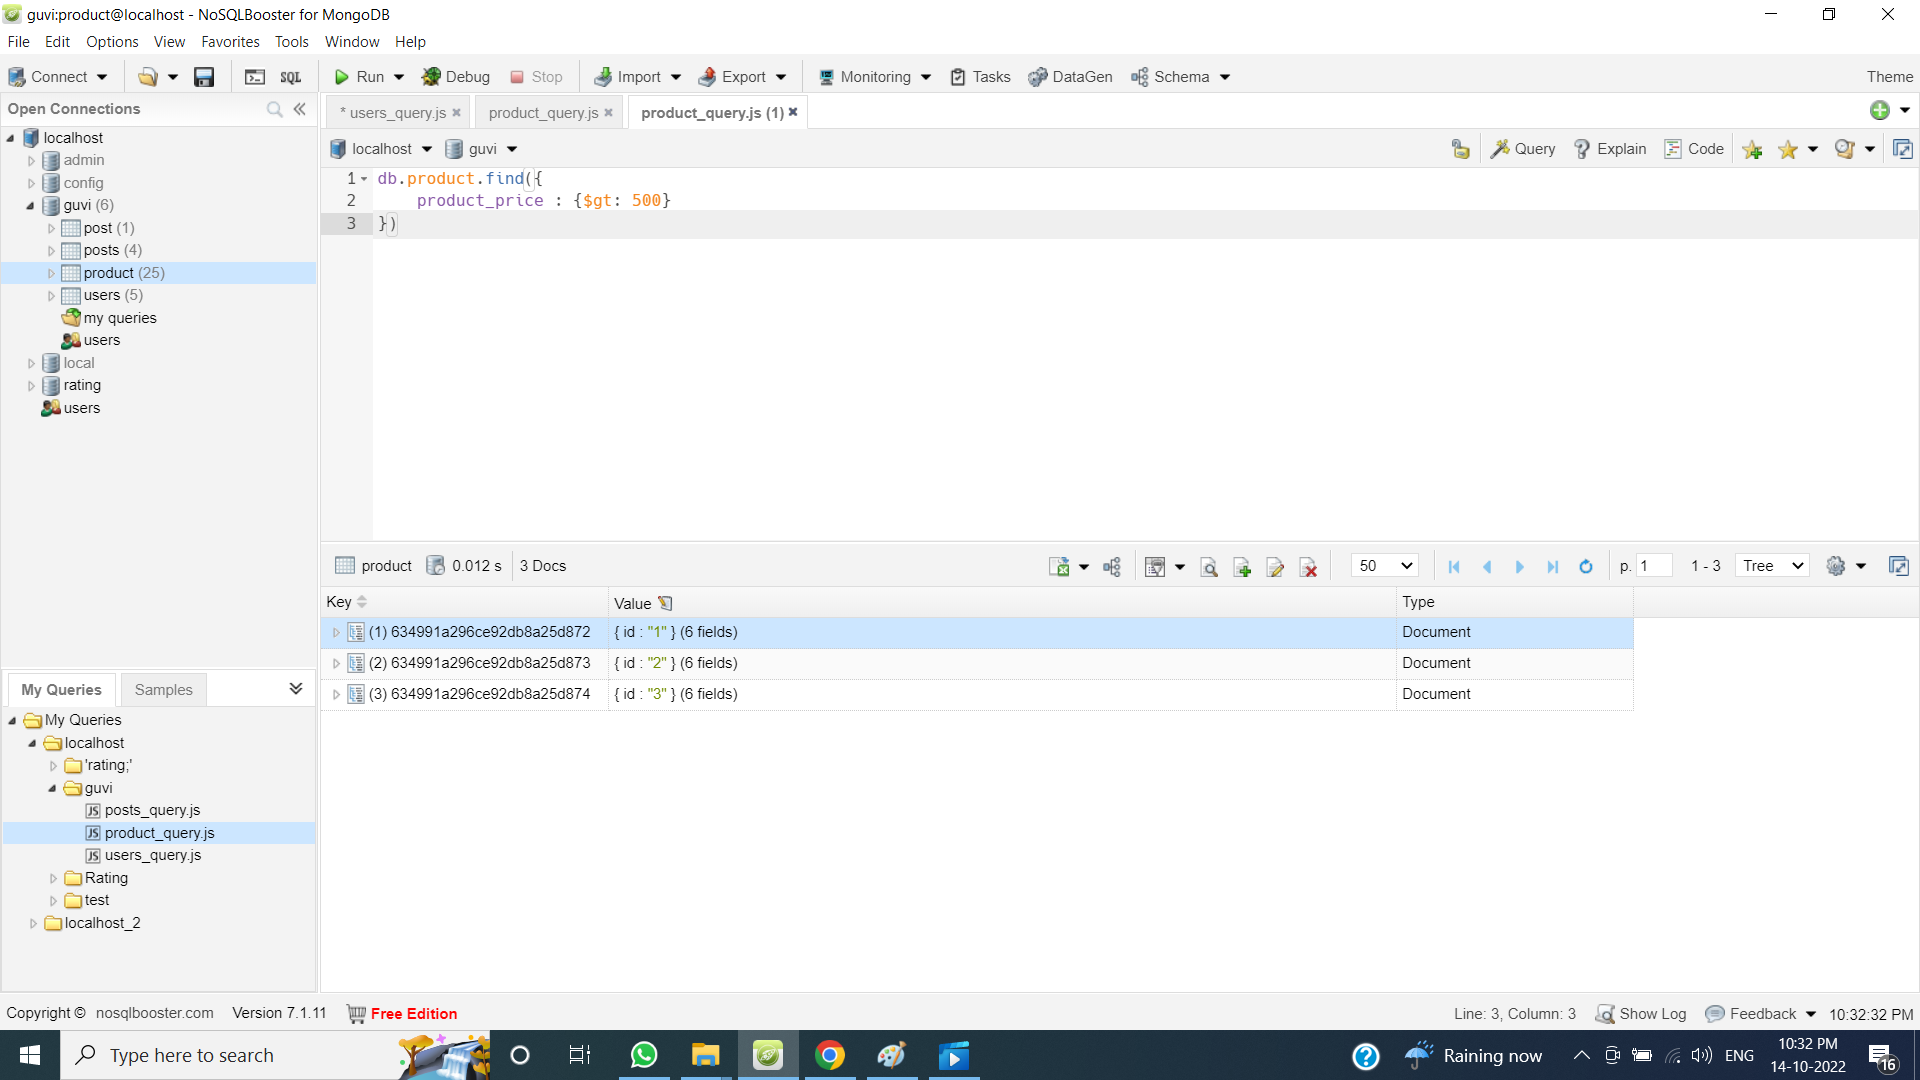 guvi:product@localhost - NoSQLBooster for MongoDB
File Edit Options View Favorites Tools Window Help
Connect SQL Run Debug Stop Import Export Monitoring Tasks DataGen Schema Theme
Open Connections
* users_query.js product_query.js product_query.js (1)
localhost guvi Query Explain Code
localhost
admin
config
guvi (6)
post (1)
posts (4)
product (25)
users (5)
my queries
users
local
rating
users
1 db.product.find({
2 product_price : {$gt: 500}
3 })
product 0.012 s 3 Docs 50 p. 1 1 - 3 Tree
Key Value Type
(1) 634991a296ce92db8a25d872 { id : "1" } (6 fields) Document
(2) 634991a296ce92db8a25d873 { id : "2" } (6 fields) Document
(3) 634991a296ce92db8a25d874 { id : "3" } (6 fields) Document
My Queries Samples
My Queries
localhost
'rating;'
guvi
JS posts_query.js
JS product_query.js
JS users_query.js
Rating
test
localhost_2
Copyright © nosqlbooster.com Version 7.1.11 Free Edition Line: 3, Column: 3 Show Log Feedback 10:32:32 PM
Type here to search Raining now ENG 10:32 PM
14-10-2022 16